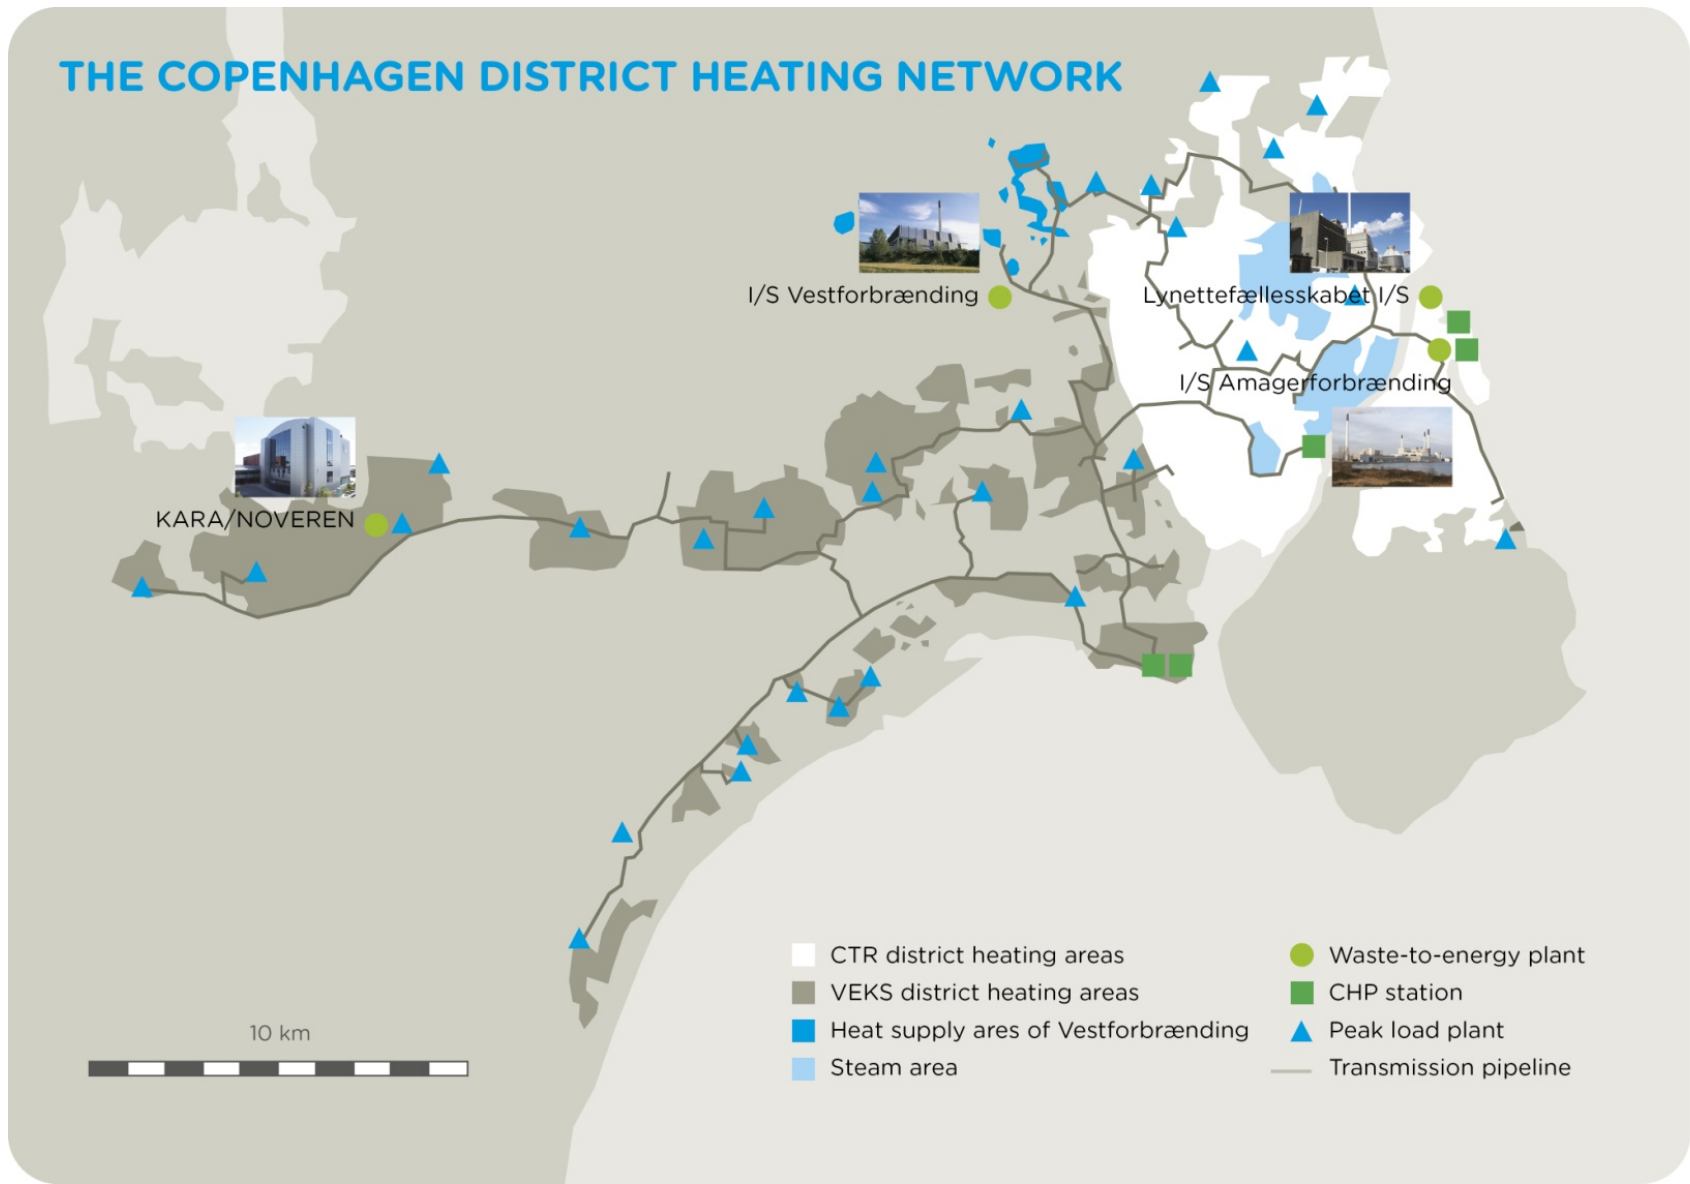 THE COPENHAGEN DISTRICT HEATING NETWORK
I/S Vestforbrænding
Lynettefællesskabet I/S
I/S Amagerforbrænding
KARA/NOVEREN
10 km
CTR district heating areas
VEKS district heating areas
Heat supply ares of Vestforbrænding
Steam area
Waste-to-energy plant
CHP station
Peak load plant
Transmission pipeline